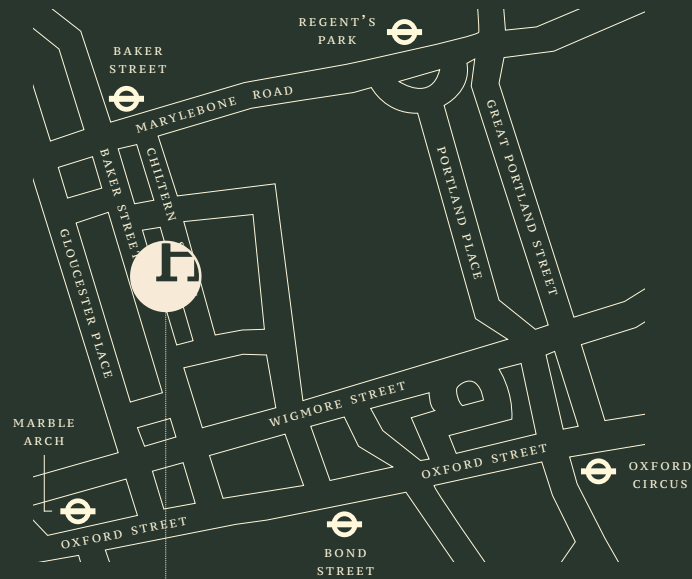 REGENT'S
PARK
BAKER
STREET
MARYLEBONE ROAD
GREAT PORTLAND STREET
PORTLAND PLACE
BAKER STREET
CHILTERN
GLOUCESTER PLACE
H
WIGMORE STREET
MARBLE
ARCH
OXFORD STREET
OXFORD
CIRCUS
OXFORD STREET
BOND
STREET